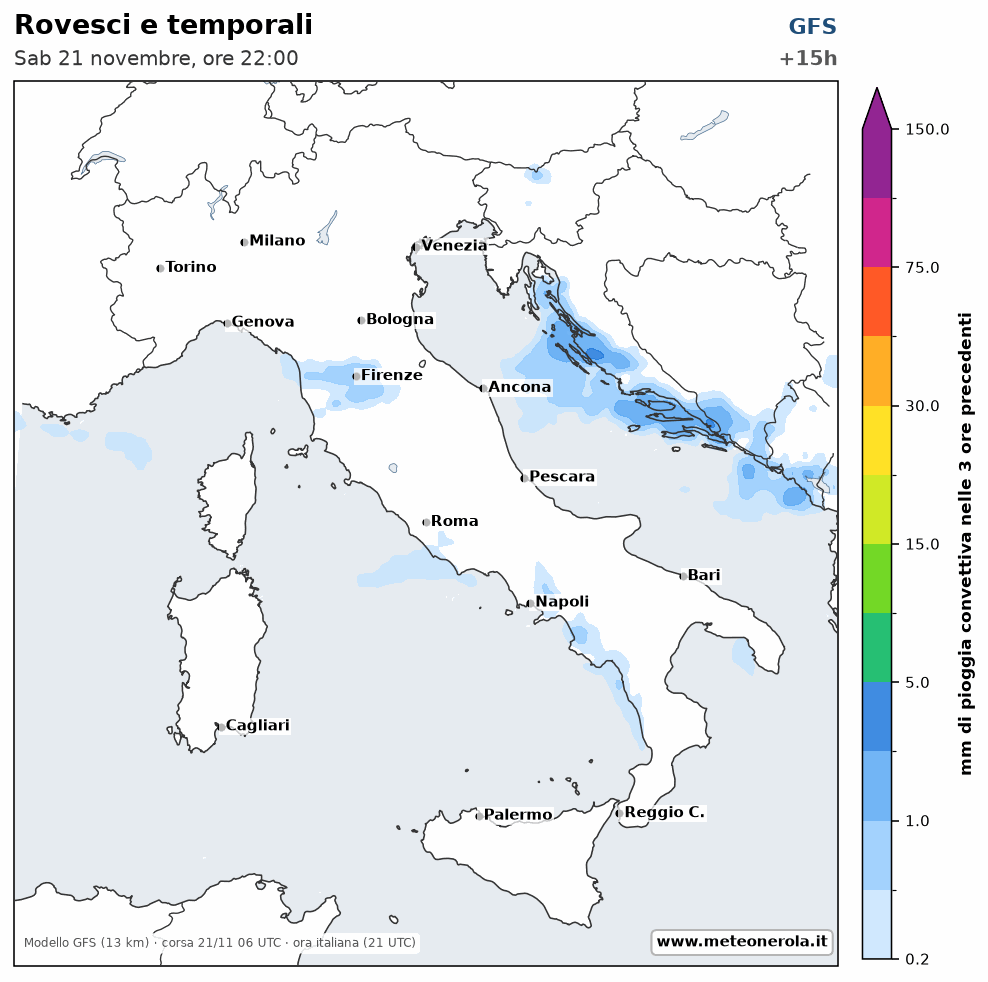 Rovesci e temporali
GFS
Sab 21 novembre, ore 22:00
+15h
150.0
75.0
30.0
15.0
5.0
1.0
0.2
mm di pioggia convettiva nelle 3 ore precedenti
Milano
Venezia
Torino
Genova
Bologna
Firenze
Ancona
Pescara
Roma
Bari
Napoli
Cagliari
Palermo
Reggio C.
Modello GFS (13 km) · corsa 21/11 06 UTC · ora italiana (21 UTC)
www.meteonerola.it